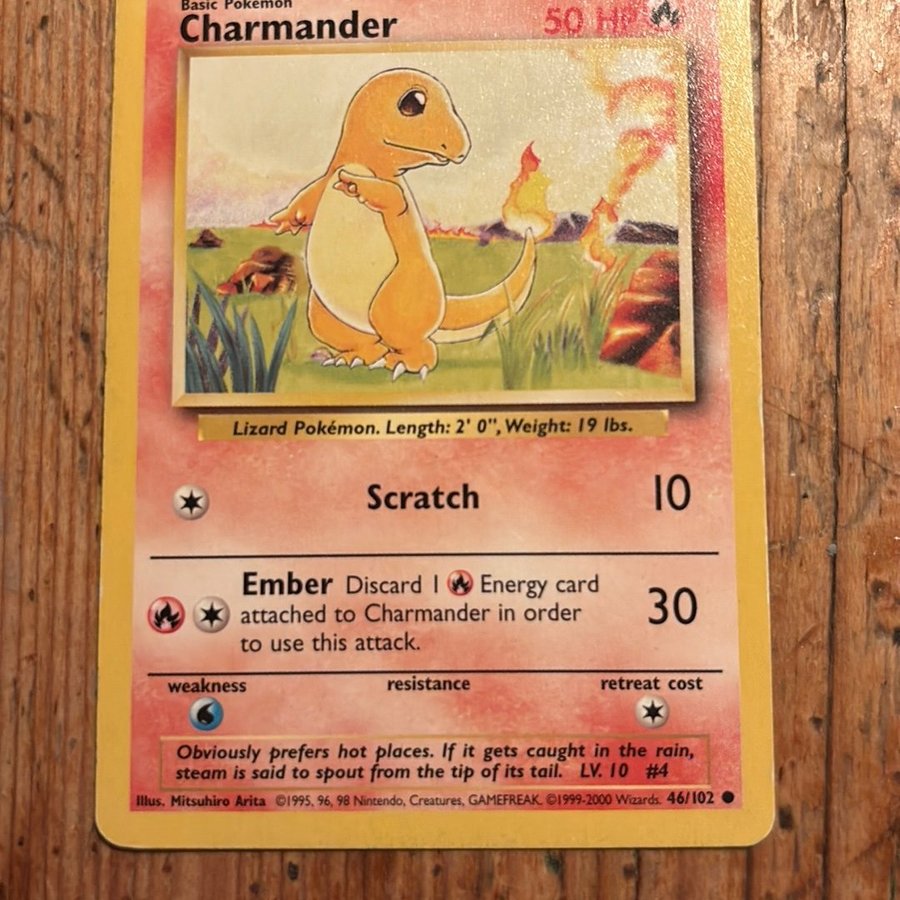 Basic Pokémon
Charmander 50 HP
Lizard Pokémon. Length: 2' 0", Weight: 19 lbs.
Scratch 10
Ember Discard 1 Energy card
attached to Charmander in order
to use this attack.
30
weakness resistance retreat cost
Obviously prefers hot places. If it gets caught in the rain,
steam is said to spout from the tip of its tail. LV. 10 #4
Illus. Mitsuhiro Arita ©1995, 96, 98 Nintendo, Creatures, GAMEFREAK. ©1999-2000 Wizards. 46/102